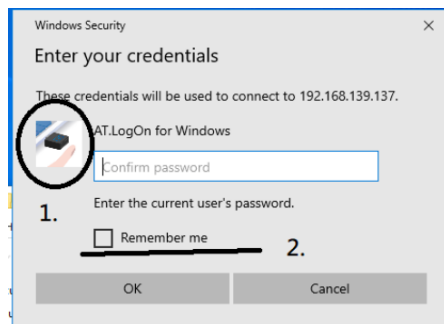 Windows Security
Enter your credentials
These credentials will be used to connect to 192.168.139.137.
AT.LogOn for Windows
Confirm password
Enter the current user's password.
1.
Remember me
2.
OK
Cancel